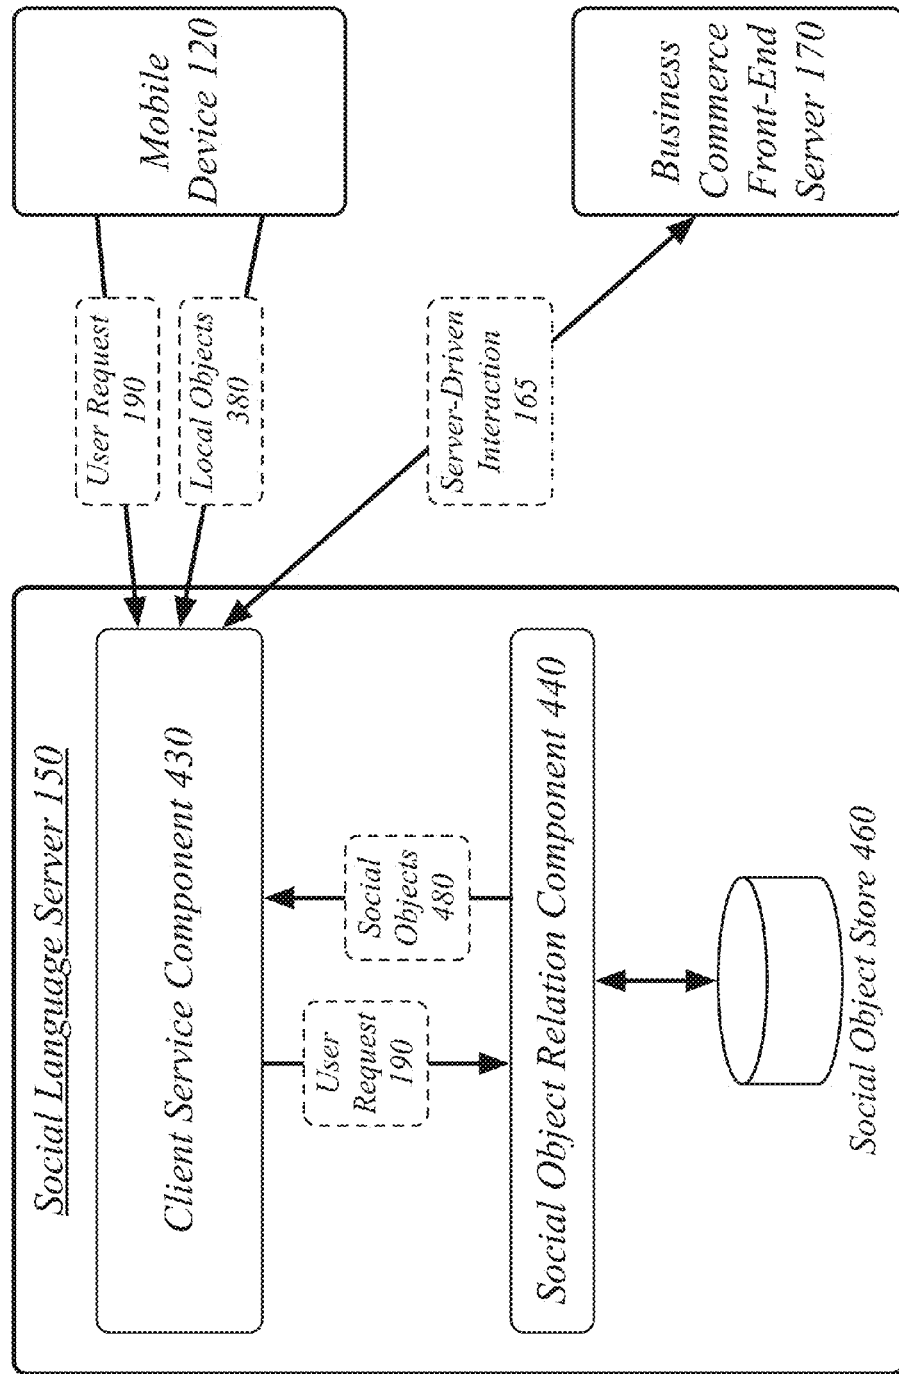 Social Language Server 150
Client Service Component 430
User
Request
190
Social
Objects
480
Social Object Relation Component 440
Social Object Store 460
User Request
190
Local Objects
380
Server-Driven
Interaction
165
Mobile
Device 120
Business
Commerce
Front-End
Server 170